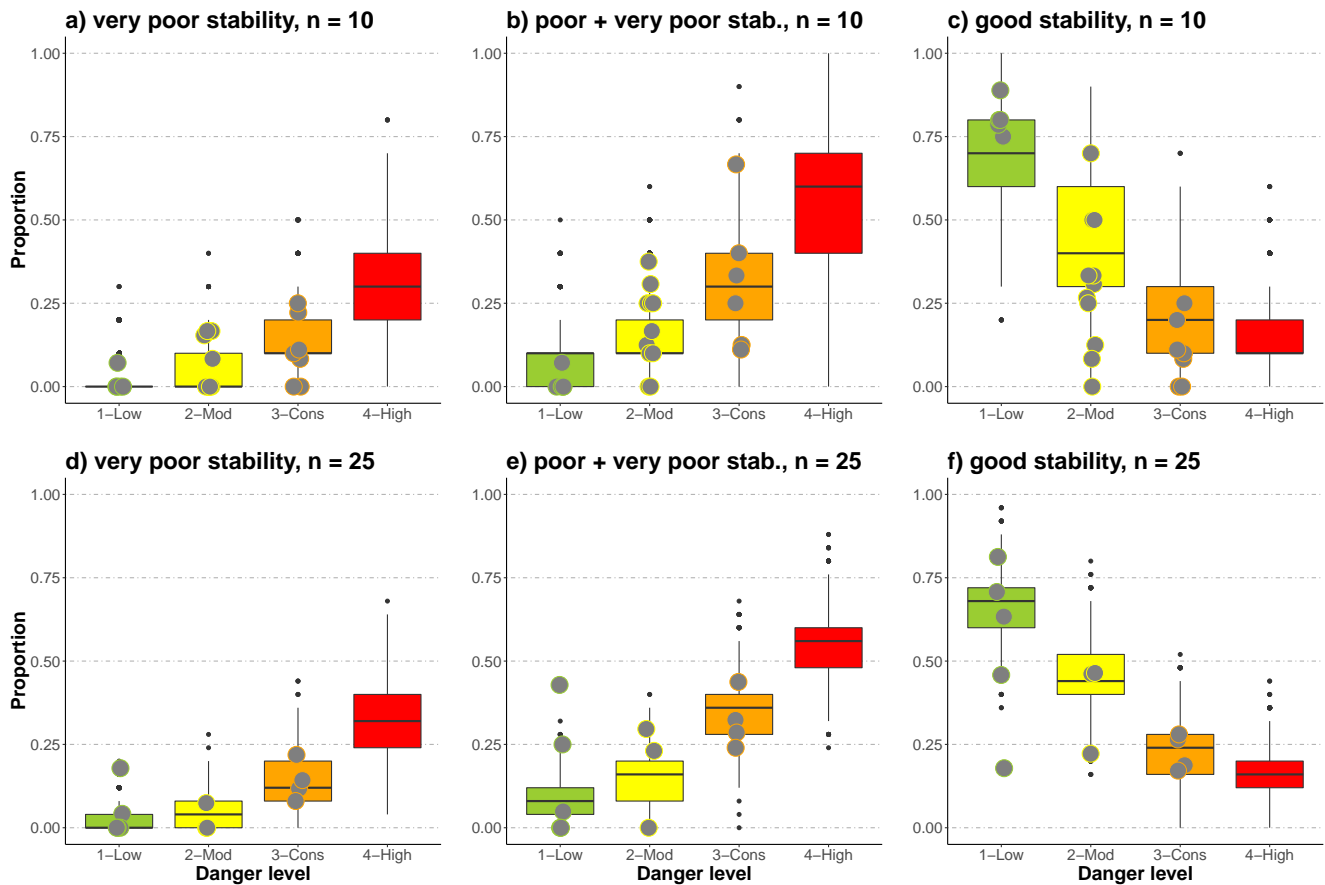 a) very poor stability, n = 10
b) poor + very poor stab., n = 10
c) good stability, n = 10
Proportion
1.00
0.75
0.50
0.25
0.00
1−Low 2−Mod 3−Cons 4−High
1.00
0.75
0.50
0.25
0.00
1−Low 2−Mod 3−Cons 4−High
1.00
0.75
0.50
0.25
0.00
1−Low 2−Mod 3−Cons 4−High
d) very poor stability, n = 25
e) poor + very poor stab., n = 25
f) good stability, n = 25
Proportion
1.00
0.75
0.50
0.25
0.00
1−Low 2−Mod 3−Cons 4−High
Danger level
1.00
0.75
0.50
0.25
0.00
1−Low 2−Mod 3−Cons 4−High
Danger level
1.00
0.75
0.50
0.25
0.00
1−Low 2−Mod 3−Cons 4−High
Danger level